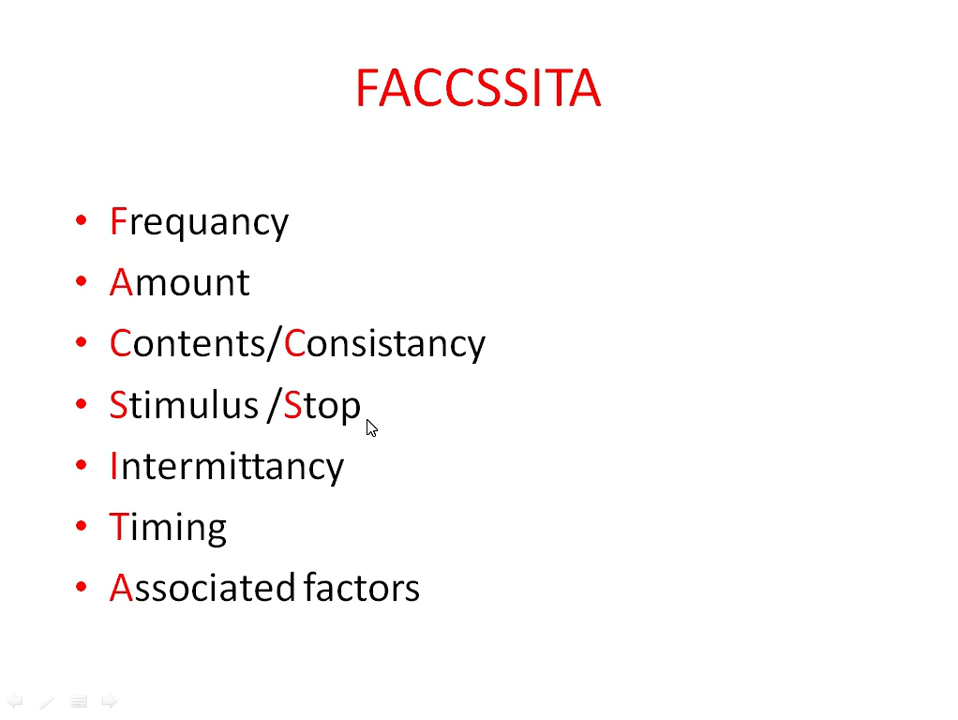 FACCSSITA
• Frequancy
• Amount
• Contents/Consistancy
• Stimulus /Stop
• Intermittancy
• Timing
• Associated factors